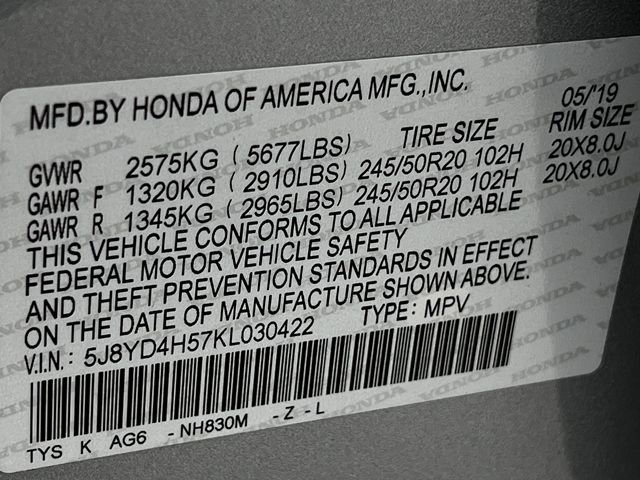 MFD.BY HONDA OF AMERICA MFG.,INC. 05/'19
GVWR 2575KG ( 5677LBS) TIRE SIZE RIM SIZE
GAWR F 1320KG ( 2910LBS) 245/50R20 102H 20X8.0J
GAWR R 1345KG ( 2965LBS) 245/50R20 102H 20X8.0J
THIS VEHICLE CONFORMS TO ALL APPLICABLE
FEDERAL MOTOR VEHICLE SAFETY
AND THEFT PREVENTION STANDARDS IN EFFECT
ON THE DATE OF MANUFACTURE SHOWN ABOVE.
V.I.N.: 5J8YD4H57KL030422 TYPE: MPV
TYS K AG6 -NH830M -Z-L